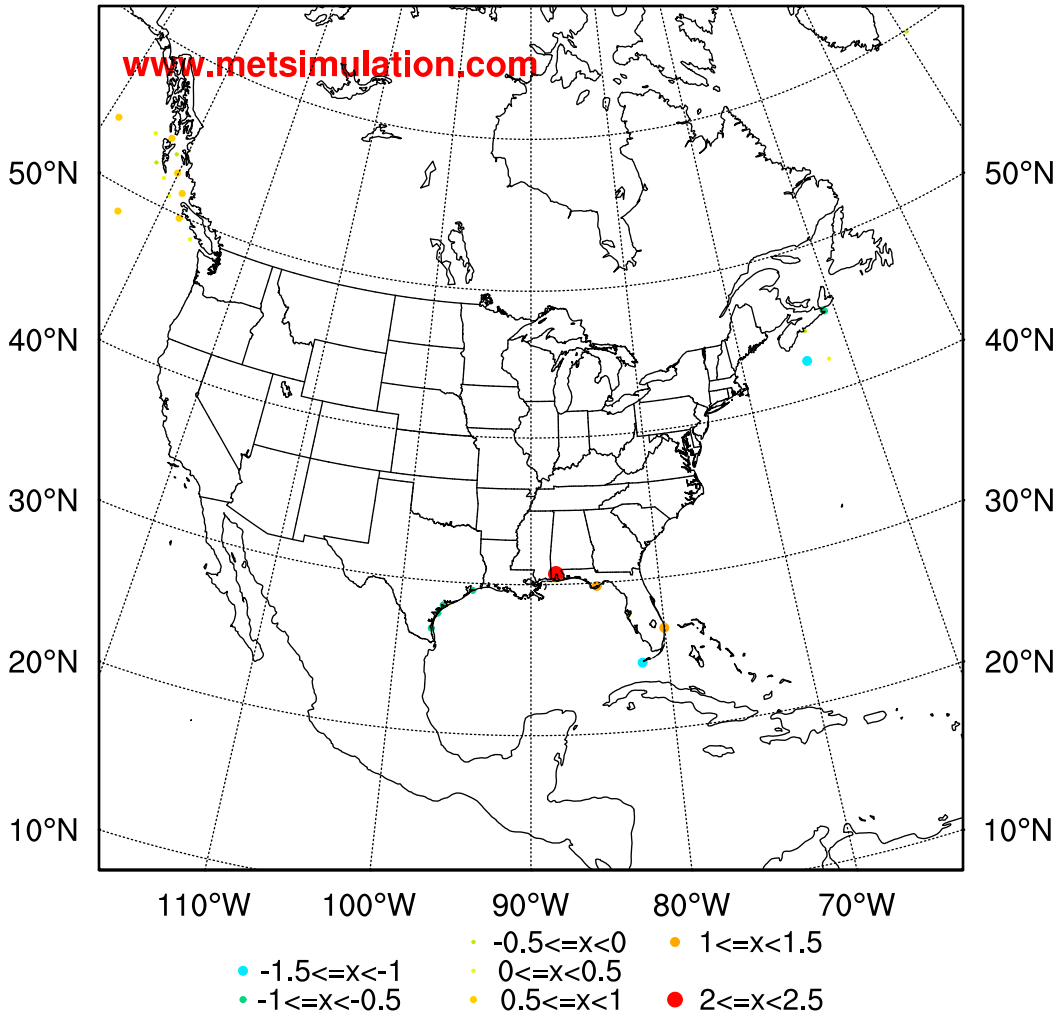 www.metsimulation.com
50°N 50°N
40°N 40°N
30°N 30°N
20°N 20°N
10°N 10°N
110°W 100°W 90°W 80°W 70°W
-0.5<=x<0 1<=x<1.5
-1.5<=x<-1 0<=x<0.5
-1<=x<-0.5 0.5<=x<1 2<=x<2.5